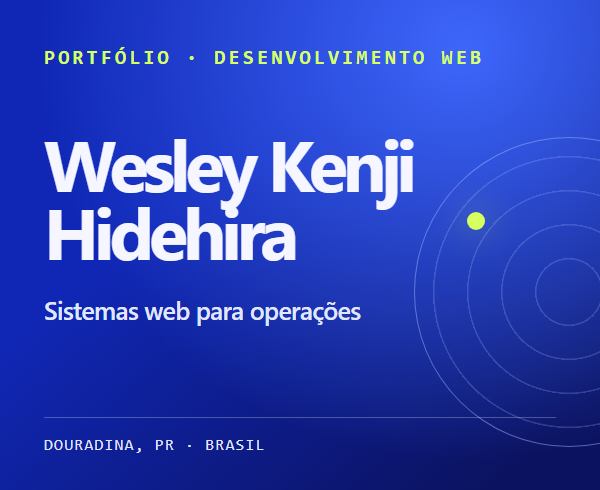 PORTFÓLIO · DESENVOLVIMENTO WEB
Wesley Kenji
Hidehira
Sistemas web para operações
DOURADINA, PR · BRASIL